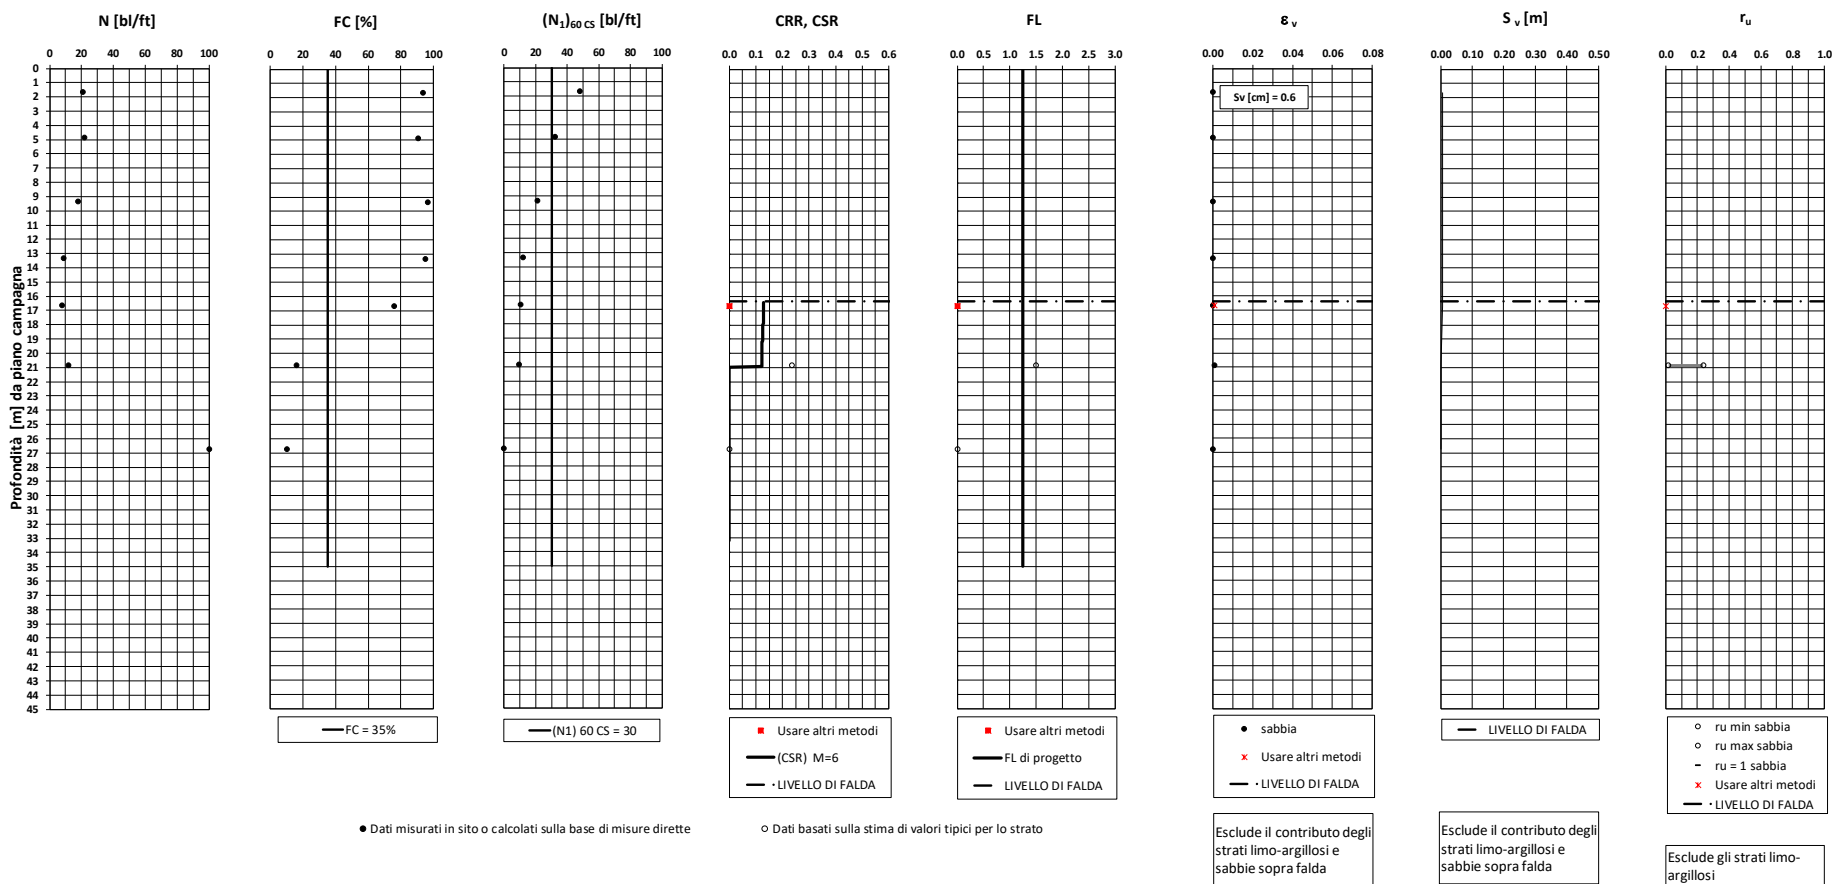 N [bl/ft]
FC [%]
(N₁)₆₀ CS [bl/ft]
CRR, CSR
FL
ε v
S v [m]
r u
0 20 40 60 80 100
0 20 40 60 80 100
0 20 40 60 80 100
0.0 0.1 0.2 0.3 0.4 0.5 0.6
0.0 0.5 1.0 1.5 2.0 2.5 3.0
0.00 0.02 0.04 0.06 0.08
0.00 0.10 0.20 0.30 0.40 0.50
0.0 0.2 0.4 0.6 0.8 1.0
Profondità [m] da piano campagna
0
1
2
3
4
5
6
7
8
9
10
11
12
13
14
15
16
17
18
19
20
21
22
23
24
25
26
27
28
29
30
31
32
33
34
35
36
37
38
39
40
41
42
43
44
45
Sv [cm] = 0.6
FC = 35%
(N1) 60 CS = 30
Usare altri metodi
(CSR) M=6
LIVELLO DI FALDA
Usare altri metodi
FL di progetto
LIVELLO DI FALDA
sabbia
Usare altri metodi
LIVELLO DI FALDA
LIVELLO DI FALDA
ru min sabbia
ru max sabbia
ru = 1 sabbia
Usare altri metodi
LIVELLO DI FALDA
Dati misurati in sito o calcolati sulla base di misure dirette
Dati basati sulla stima di valori tipici per lo strato
Esclude il contributo degli
strati limo-argillosi e
sabbie sopra falda
Esclude il contributo degli
strati limo-argillosi e
sabbie sopra falda
Esclude gli strati limo-
argillosi